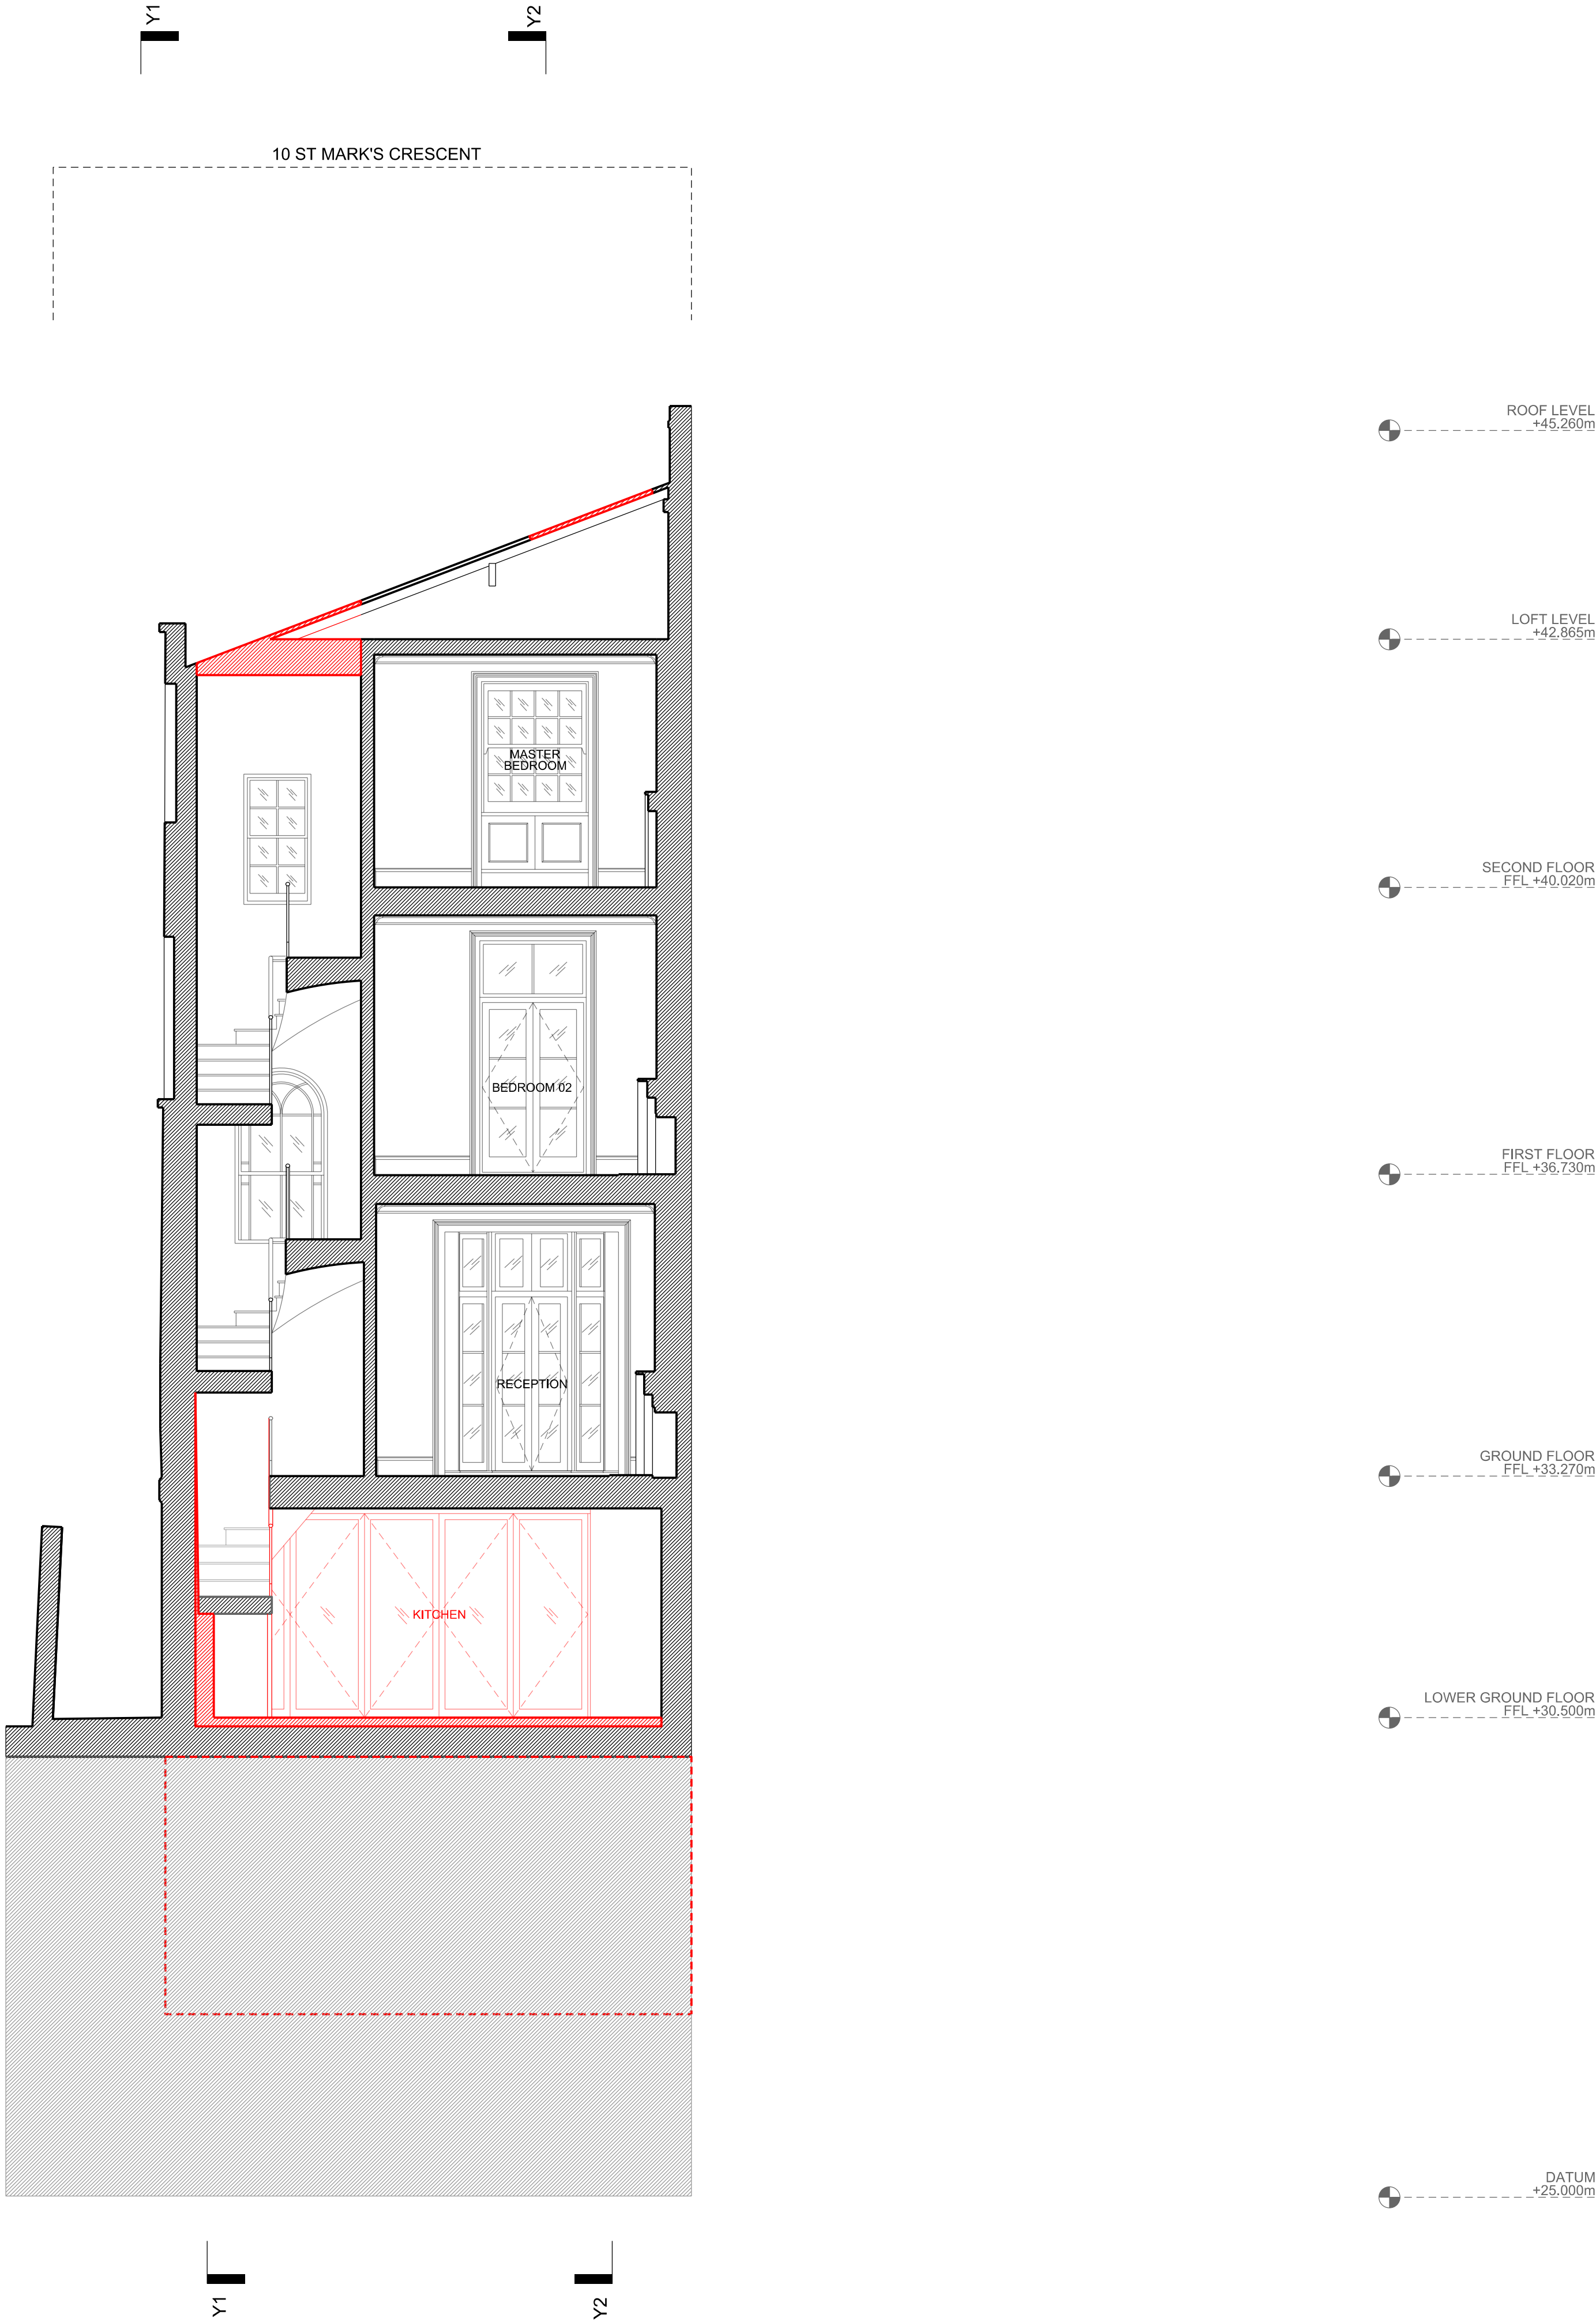 Y1
Y2
10 ST MARK'S CRESCENT
ROOF LEVEL
+45.260m
LOFT LEVEL
+42.865m
MASTER
BEDROOM
SECOND FLOOR
FFL +40.020m
BEDROOM 02
FIRST FLOOR
FFL +36.730m
RECEPTION
GROUND FLOOR
FFL +33.270m
KITCHEN
LOWER GROUND FLOOR
FFL +30.500m
DATUM
+25.000m
Y1
Y2